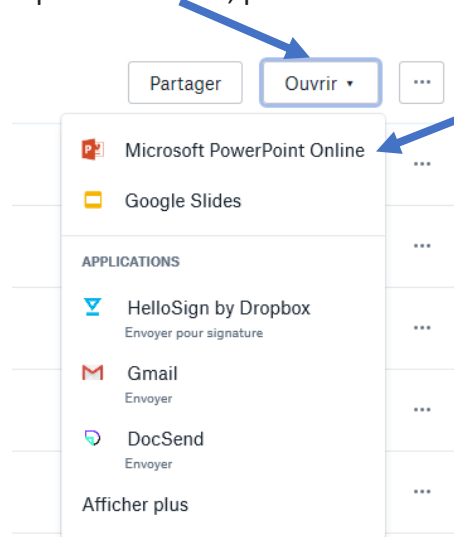 Partager Ouvrir
Microsoft PowerPoint Online
Google Slides
APPLICATIONS
HelloSign by Dropbox
Envoyer pour signature
Gmail
Envoyer
DocSend
Envoyer
Afficher plus